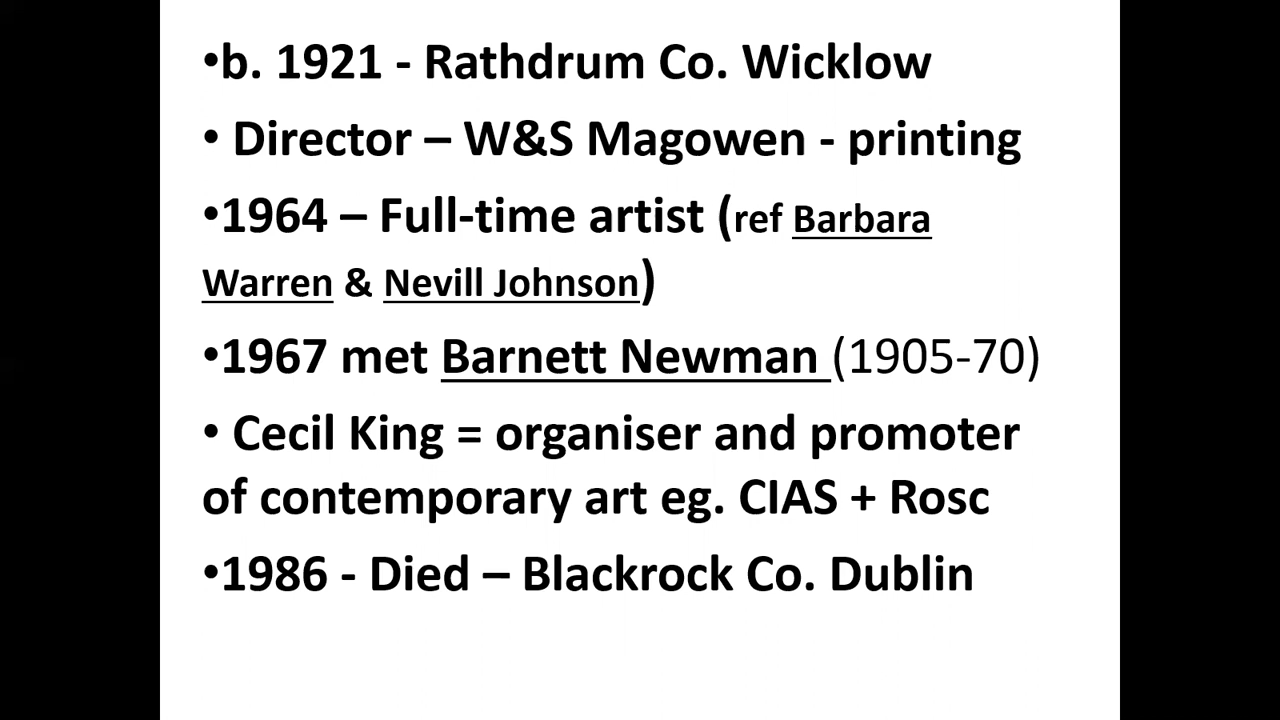 •b. 1921 - Rathdrum Co. Wicklow
• Director – W&S Magowen - printing
•1964 – Full-time artist (ref Barbara
Warren & Nevill Johnson)
•1967 met Barnett Newman (1905-70)
• Cecil King = organiser and promoter
of contemporary art eg. CIAS + Rosc
•1986 - Died – Blackrock Co. Dublin